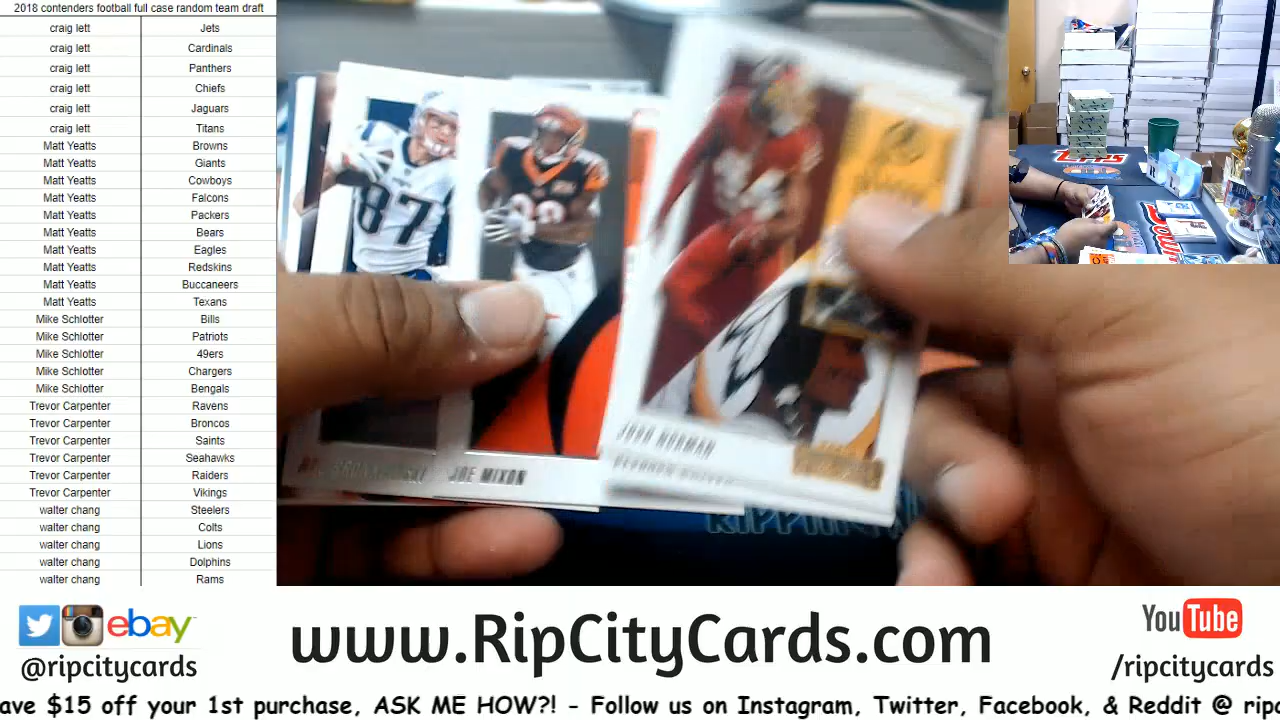 2018 contenders football full case random team draft
craig lett Jets
craig lett Cardinals
craig lett Panthers
craig lett Chiefs
craig lett Jaguars
craig lett Titans
Matt Yeatts Browns
Matt Yeatts Giants
Matt Yeatts Cowboys
Matt Yeatts Falcons
Matt Yeatts Packers
Matt Yeatts Bears
Matt Yeatts Eagles
Matt Yeatts Redskins
Matt Yeatts Buccaneers
Matt Yeatts Texans
Mike Schlotter Bills
Mike Schlotter Patriots
Mike Schlotter 49ers
Mike Schlotter Chargers
Mike Schlotter Bengals
Trevor Carpenter Ravens
Trevor Carpenter Broncos
Trevor Carpenter Saints
Trevor Carpenter Seahawks
Trevor Carpenter Raiders
Trevor Carpenter Vikings
walter chang Steelers
walter chang Colts
walter chang Lions
walter chang Dolphins
walter chang Rams
87
JOE MIXON
JOSH NORMAN
ebay
@ripcitycards
www.RipCityCards.com
YouTube
/ripcitycards
ave $15 off your 1st purchase, ASK ME HOW?! - Follow us on Instagram, Twitter, Facebook, & Reddit @ ripc